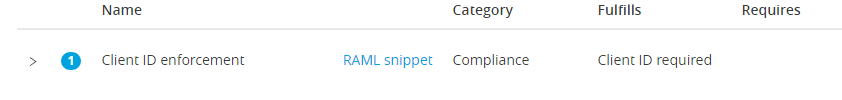 Name Category Fulfills Requires
> 1 Client ID enforcement RAML snippet Compliance Client ID required